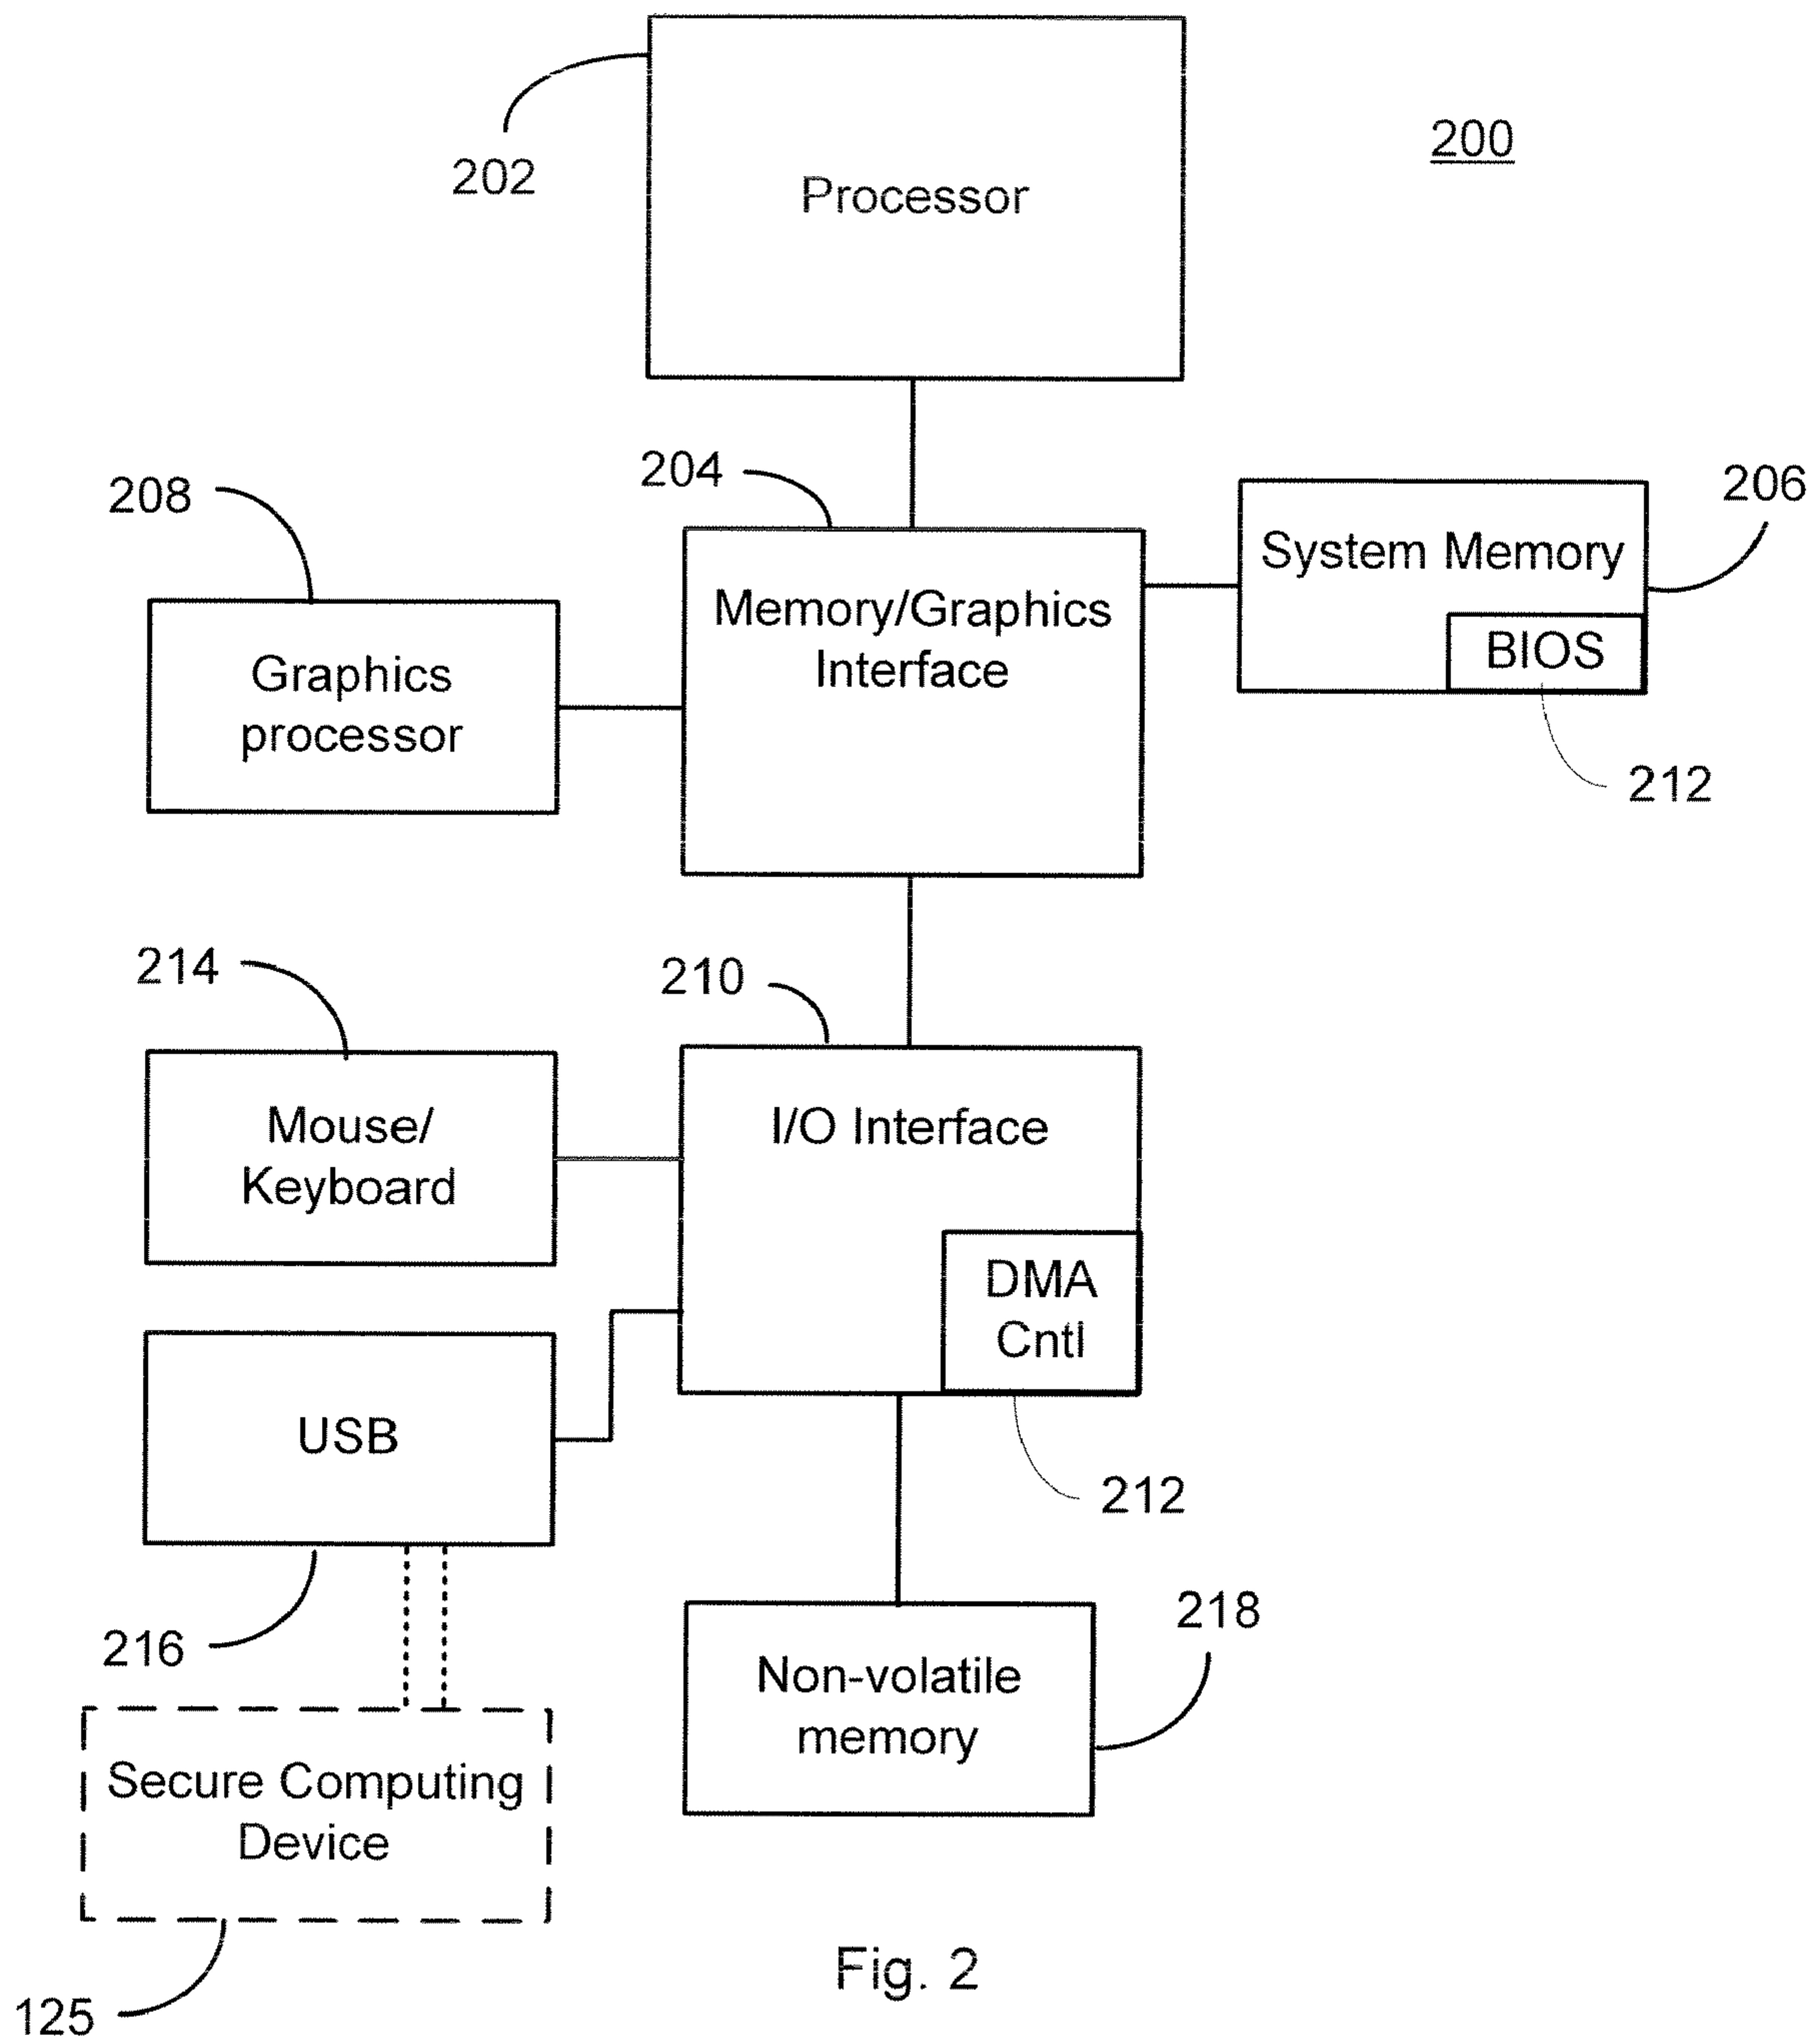 200
202
Processor
204
206
208
System Memory
BIOS
Memory/Graphics
Interface
Graphics
processor
212
214
210
Mouse/
Keyboard
I/O Interface
DMA
Cntl
USB
212
216
218
Non-volatile
memory
Secure Computing
Device
125
Fig. 2